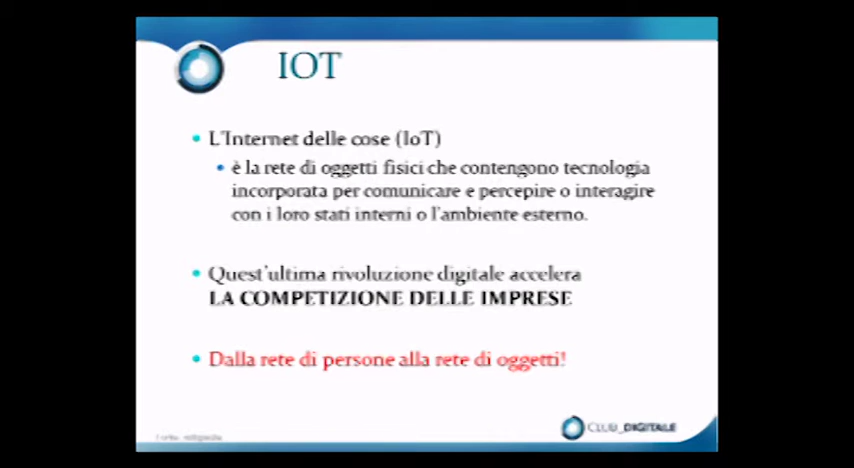 IOT
L'Internet delle cose (IoT)
è la rete di oggetti fisici che contengono tecnologia
incorporata per comunicare e percepire o interagire
con i loro stati interni o l'ambiente esterno.
Quest'ultima rivoluzione digitale accelera
LA COMPETIZIONE DELLE IMPRESE
Dalla rete di persone alla rete di oggetti!
CLUB_DIGITALE